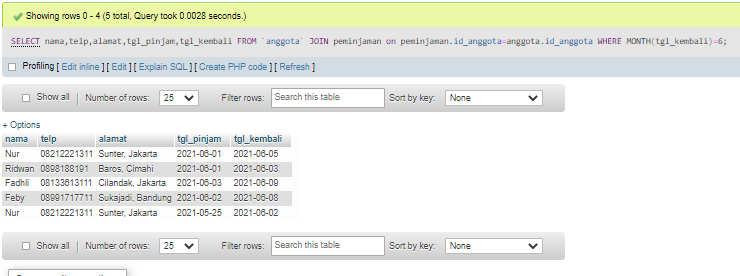 Showing rows 0 - 4 (5 total, Query took 0.0028 seconds.)
SELECT nama,telp,alamat,tgl_pinjam,tgl_kembali FROM `anggota` JOIN peminjaman on peminjaman.id_anggota=anggota.id_anggota WHERE MONTH(tgl_kembali)=6;
Profiling [ Edit inline ] [ Edit ] [ Explain SQL ] [ Create PHP code ] [ Refresh ]
Show all | Number of rows: 25 Filter rows: Search this table Sort by key: None
+ Options
nama telp alamat tgl_pinjam tgl_kembali
Nur 08212221311 Sunter, Jakarta 2021-06-01 2021-06-05
Ridwan 0898188191 Baros, Cimahi 2021-06-01 2021-06-03
Fadhli 08133613111 Cilandak, Jakarta 2021-06-03 2021-06-09
Feby 08991717711 Sukajadi, Bandung 2021-06-02 2021-06-08
Nur 08212221311 Sunter, Jakarta 2021-05-25 2021-06-02
Show all | Number of rows: 25 Filter rows: Search this table Sort by key: None